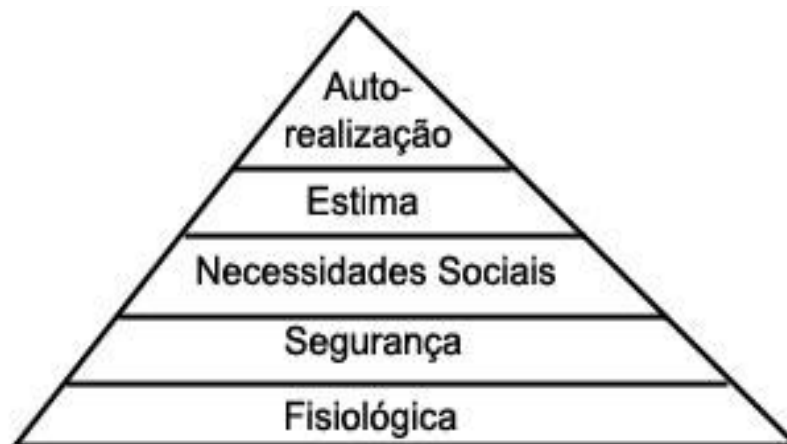 Auto-
realização
Estima
Necessidades Sociais
Segurança
Fisiológica